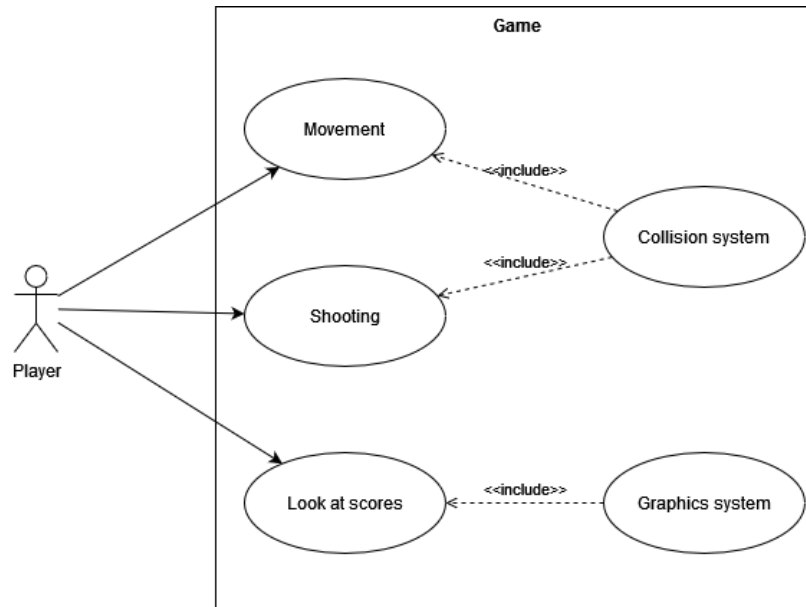 Game
Movement
<<include>>
Collision system
<<include>>
Shooting
Player
Look at scores
<<include>>
Graphics system